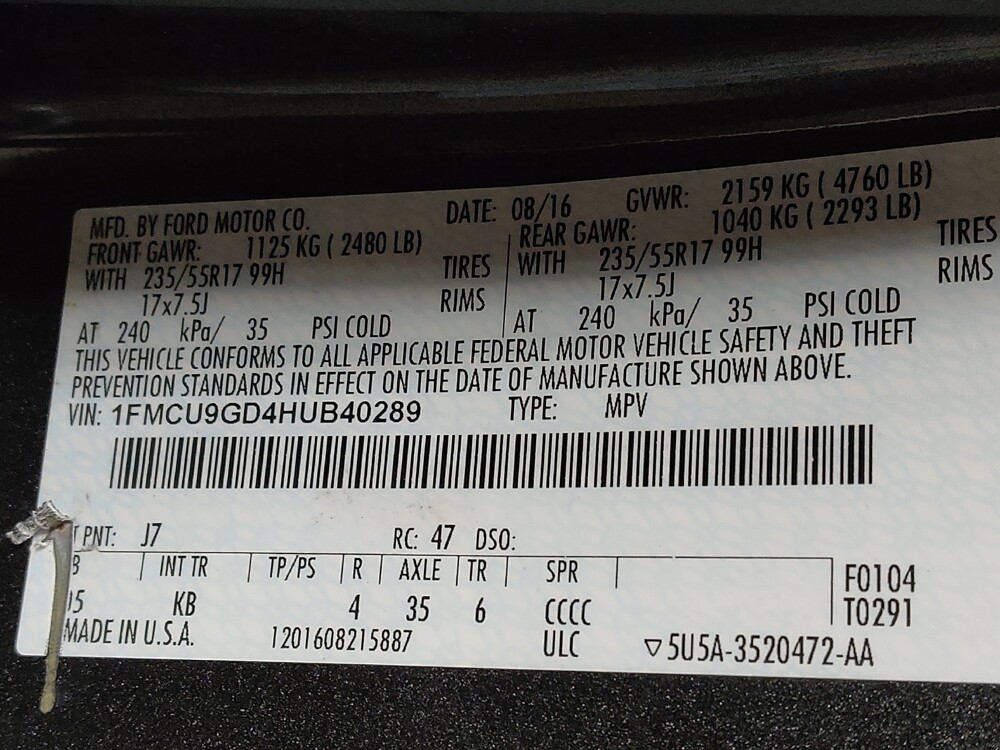 MFD. BY FORD MOTOR CO. DATE: 08/16 GVWR: 2159 KG ( 4760 LB)
FRONT GAWR: 1125 KG ( 2480 LB) REAR GAWR: 1040 KG ( 2293 LB)
WITH 235/55R17 99H TIRES WITH 235/55R17 99H TIRES
17x7.5J RIMS 17x7.5J RIMS
AT 240 kPa/ 35 PSI COLD AT 240 kPa/ 35 PSI COLD
THIS VEHICLE CONFORMS TO ALL APPLICABLE FEDERAL MOTOR VEHICLE SAFETY AND THEFT
PREVENTION STANDARDS IN EFFECT ON THE DATE OF MANUFACTURE SHOWN ABOVE.
VIN: 1FMCU9GD4HUB40289 TYPE: MPV
PNT: J7 RC: 47 DSO:
INT TR TP/PS R AXLE TR SPR F0104
KB 4 35 6 CCCC T0291
MADE IN U.S.A. 1201608215887 ULC ▽5U5A-3520472-AA